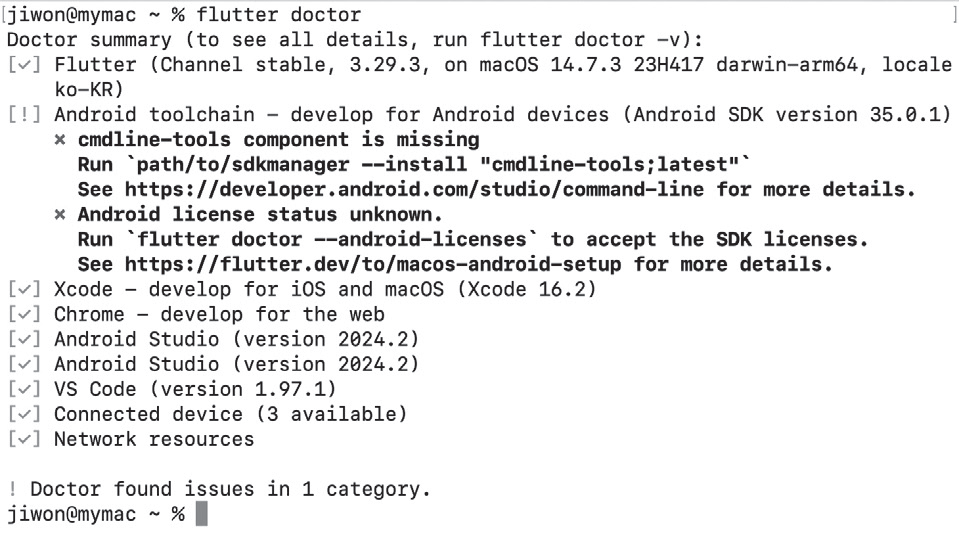 [jiwon@mymac ~ % flutter doctor ]
Doctor summary (to see all details, run flutter doctor -v):
[✓] Flutter (Channel stable, 3.29.3, on macOS 14.7.3 23H417 darwin-arm64, locale
ko-KR)
[!] Android toolchain - develop for Android devices (Android SDK version 35.0.1)
✗ cmdline-tools component is missing
Run `path/to/sdkmanager --install "cmdline-tools;latest"`
See https://developer.android.com/studio/command-line for more details.
✗ Android license status unknown.
Run `flutter doctor --android-licenses` to accept the SDK licenses.
See https://flutter.dev/to/macos-android-setup for more details.
[✓] Xcode - develop for iOS and macOS (Xcode 16.2)
[✓] Chrome - develop for the web
[✓] Android Studio (version 2024.2)
[✓] Android Studio (version 2024.2)
[✓] VS Code (version 1.97.1)
[✓] Connected device (3 available)
[✓] Network resources
! Doctor found issues in 1 category.
jiwon@mymac ~ %